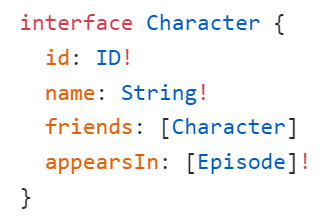 interface Character {
  id: ID!
  name: String!
  friends: [Character]
  appearsIn: [Episode]!
}